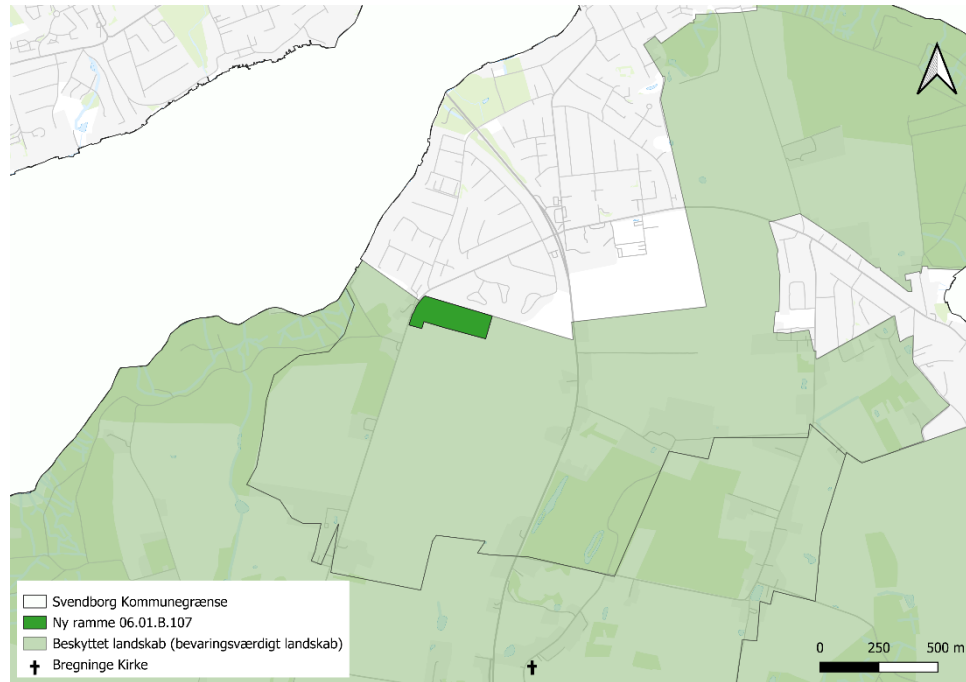 Svendborg Kommunegrænse
Ny ramme 06.01.B.107
Beskyttet landskab (bevaringsværdigt landskab)
Bregninge Kirke
0 250 500 m